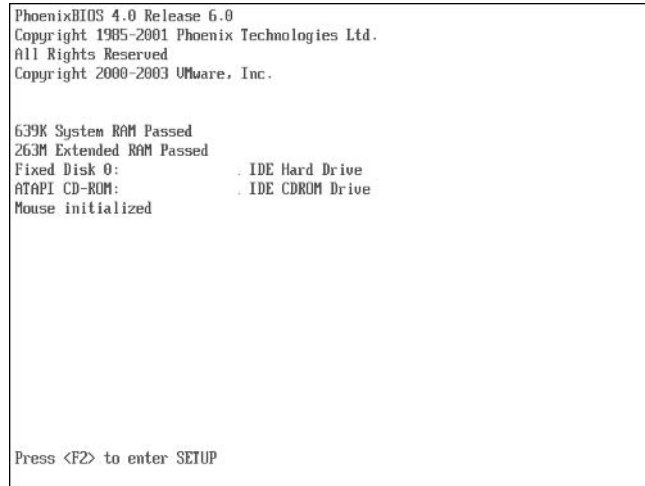 PhoenixBIOS 4.0 Release 6.0
Copyright 1985-2001 Phoenix Technologies Ltd.
All Rights Reserved
Copyright 2000-2003 VMware, Inc.
639K System RAM Passed
263M Extended RAM Passed
Fixed Disk 0: . IDE Hard Drive
ATAPI CD-ROM: . IDE CDROM Drive
Mouse initialized
Press <F2> to enter SETUP